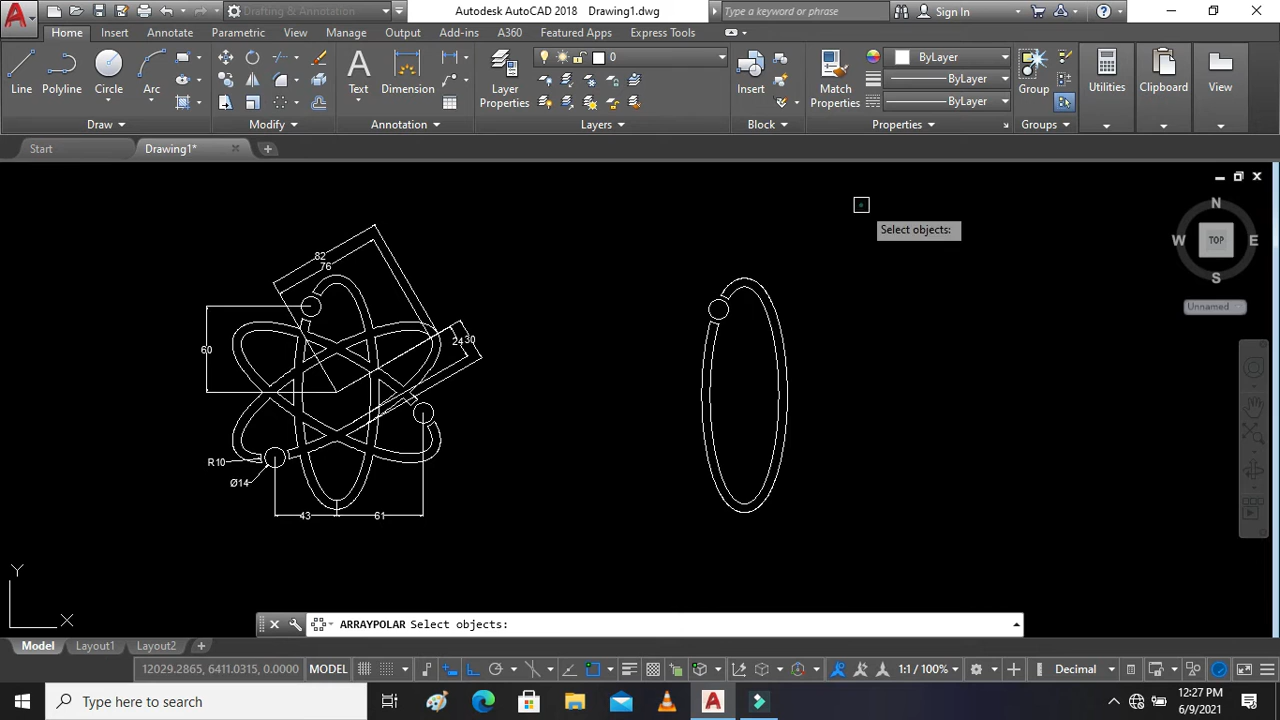 Drafting & Annotation
Autodesk AutoCAD 2018 Drawing1.dwg
Type a keyword or phrase
Sign In
Home Insert Annotate Parametric View Manage Output Add-ins A360 Featured Apps Express Tools
0
ByLayer
ByLayer
ByLayer
Line Polyline Circle Arc Text Dimension Layer Properties Insert Match Properties Group Utilities Clipboard View
Draw Modify Annotation Layers Block Properties Groups
Start Drawing1*
Select objects:
N
W TOP E
S
Unnamed
82
76
60
24 30
R10
Ø14
43 61
Y
X
ARRAYPOLAR Select objects:
Model Layout1 Layout2
12029.2865, 6411.0315, 0.0000 MODEL 1:1 / 100% Decimal
Type here to search
12:27 PM
6/9/2021